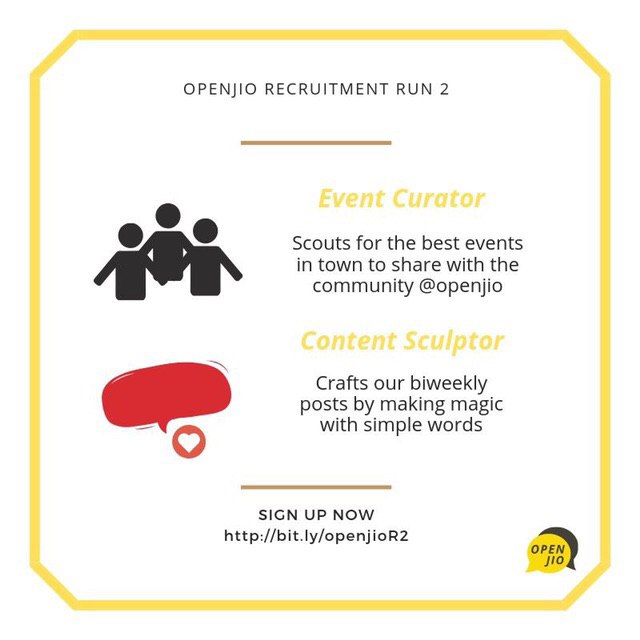 OPENJIO RECRUITMENT RUN 2
Event Curator
Scouts for the best events
in town to share with the
community @openjio
Content Sculptor
Crafts our biweekly
posts by making magic
with simple words
SIGN UP NOW
http://bit.ly/openjioR2
OPEN
JIO